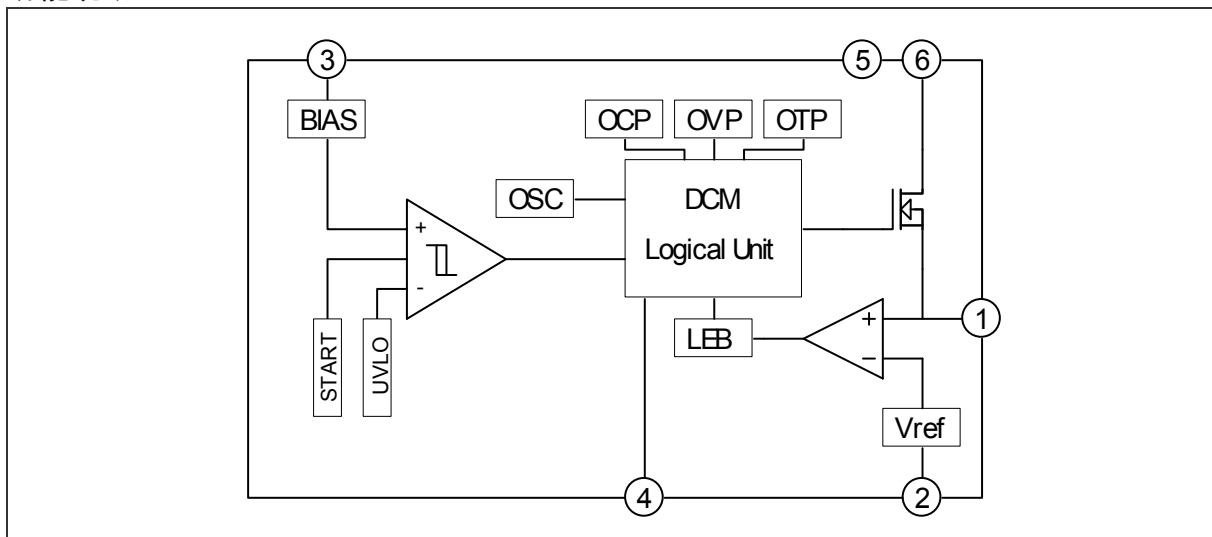 3
5
6
BIAS
OCP
OVP
OTP
OSC
DCM
Logical Unit
+
-
START
UVLO
LEB
+
−
1
Vref
4
2